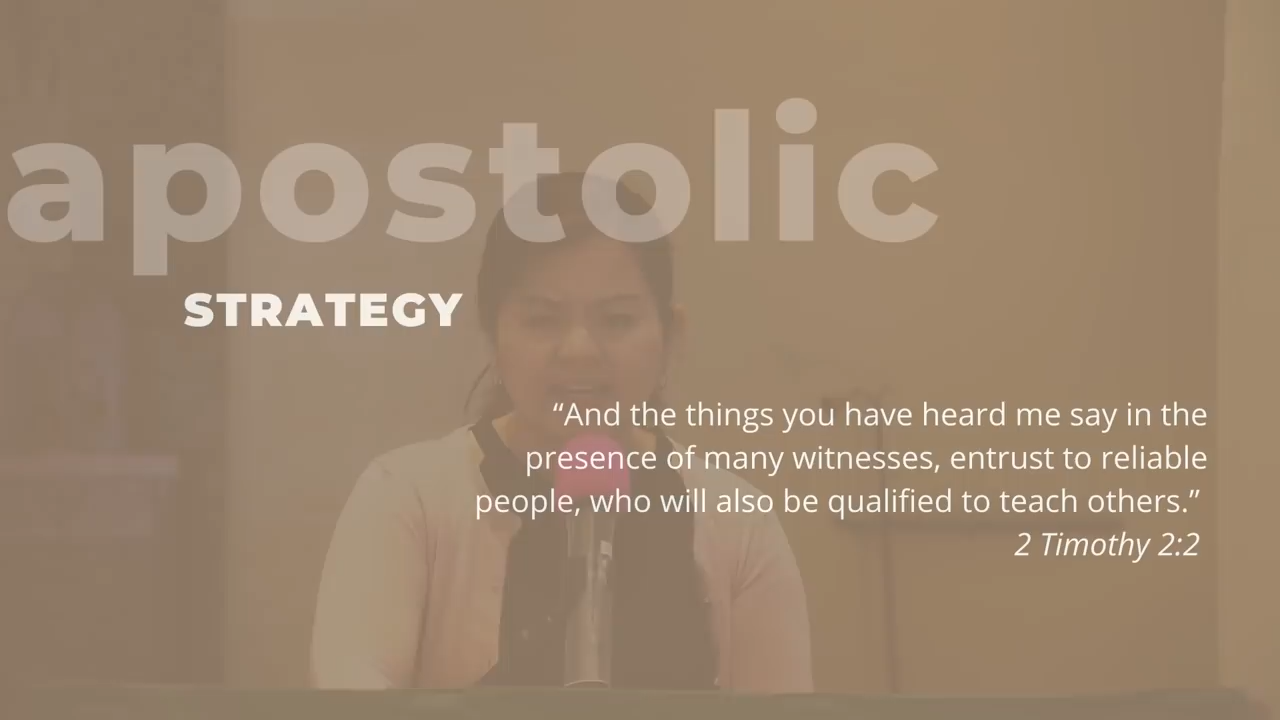 apostolic
STRATEGY
“And the things you have heard me say in the
presence of many witnesses, entrust to reliable
people, who will also be qualified to teach others.”
2 Timothy 2:2